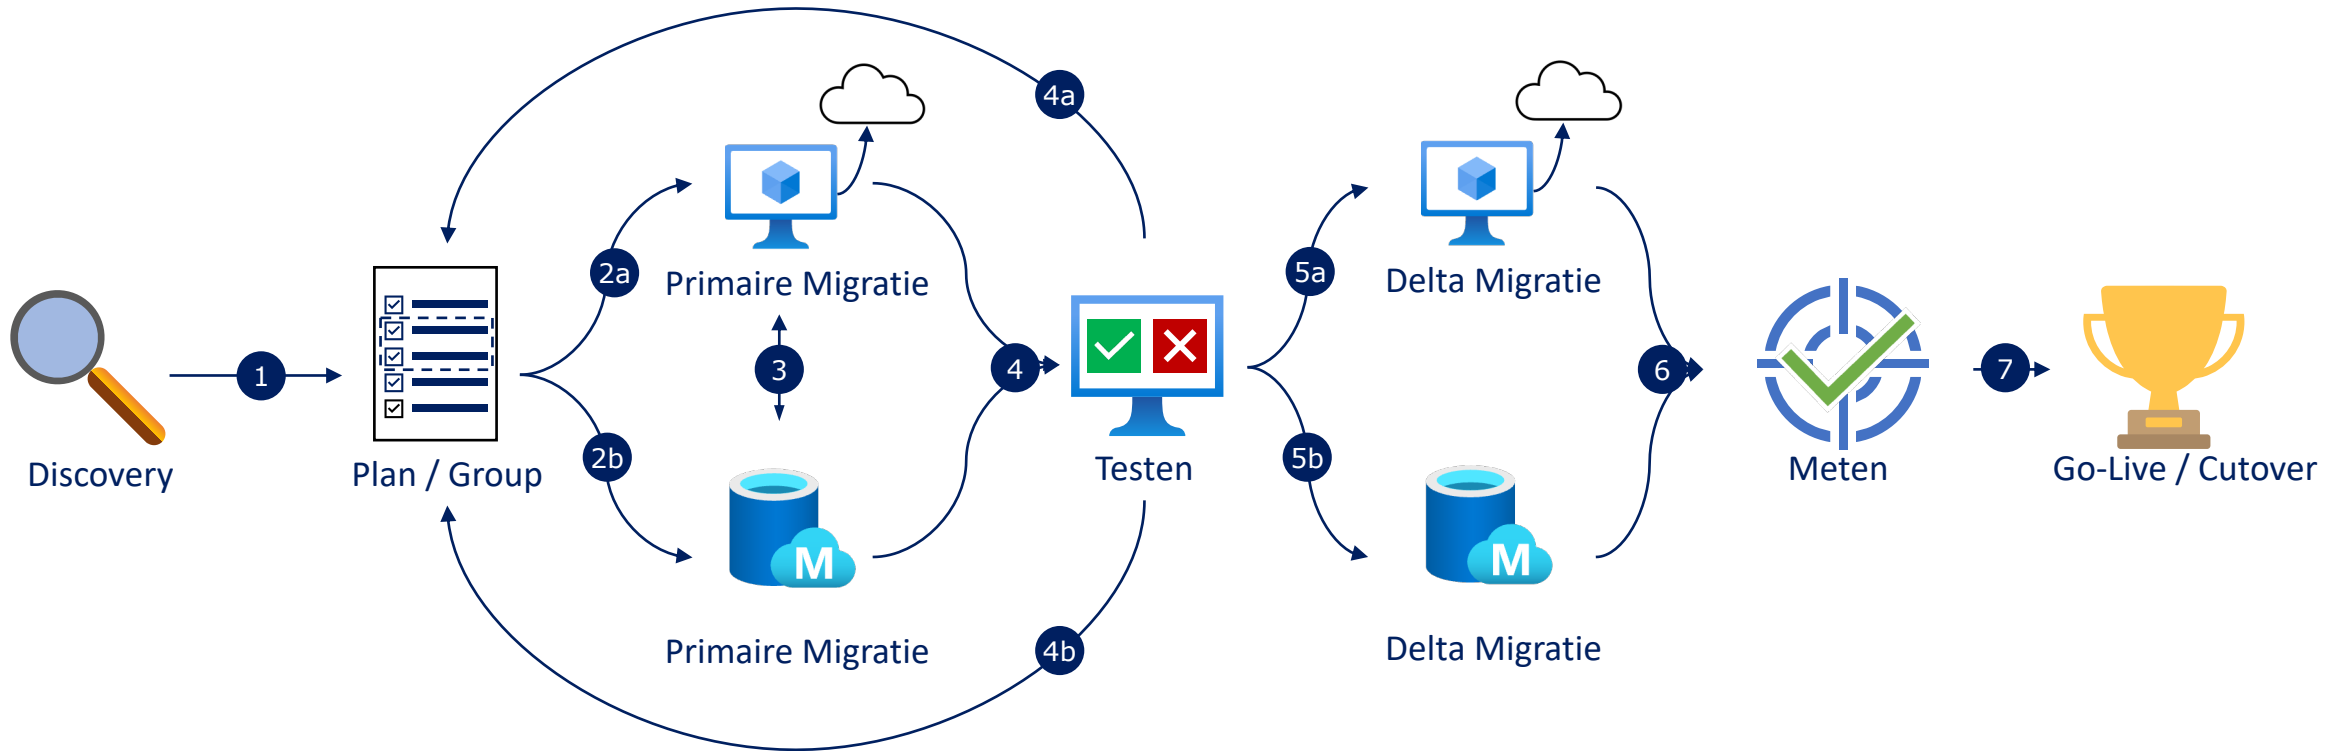 4a
2a
5a
Primaire Migratie
Delta Migratie
1
3
4
6
7
2b
5b
Discovery
Plan / Group
Testen
Meten
Go-Live / Cutover
M
M
Primaire Migratie
4b
Delta Migratie